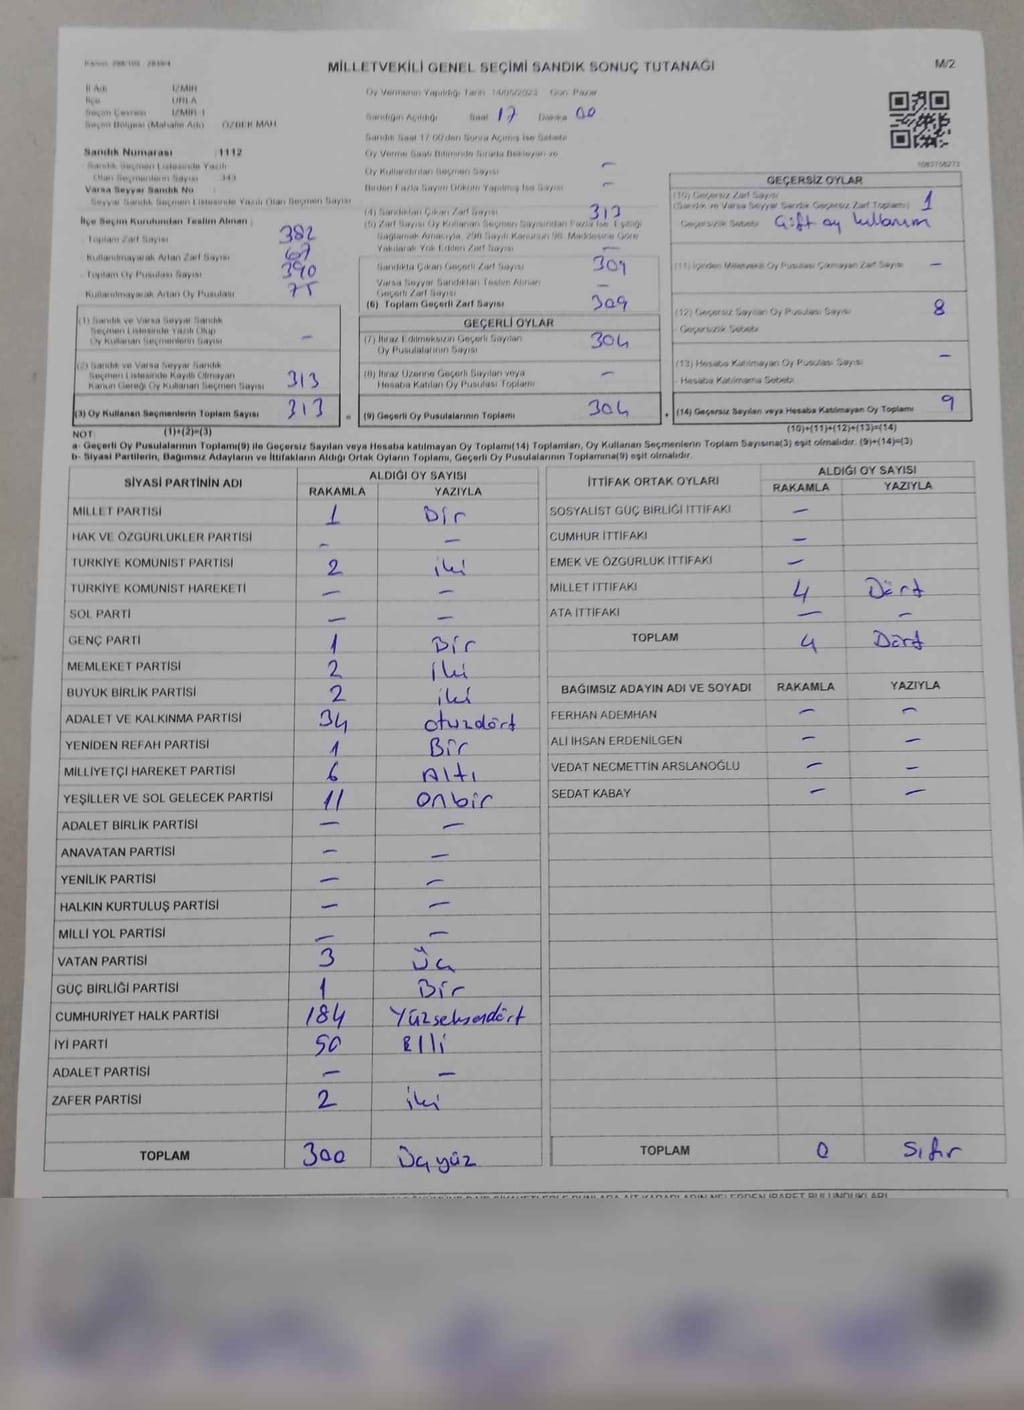 MİLLETVEKİLİ GENEL SEÇİMİ SANDIK SONUÇ TUTANAĞI
M/2
İl Adı İZMİR
İlçe URLA
Seçim Çevresi İZMİR-1
Seçim Bölgesi (Mahalle Adı) ÖZBEK MAH.
Sandık Numarası : 1112
Sandık Seçmen Listesinde Yazılı
Olan Seçmenlerin Sayısı : 343
Varsa Seyyar Sandık No :
Seyyar Sandık Seçmen Listesinde Yazılı Olan Seçmen Sayısı
İlçe Seçim Kurulundan Teslim Alınan ;
Toplam Zarf Sayısı 382
Kullanılmayarak Artan Zarf Sayısı
Toplam Oy Pusulası Sayısı 390
Kullanılmayarak Artan Oy Pusulası 75
Oy Vermenin Yapıldığı Tarih 14/05/2023 Gün Pazar
Sandığın Açıldığı Saat 17 Dakika 00
Sandık Saat 17:00'den Sonra Açılmış İse Sebebi
Oy Verme Saati Bitiminde Sırada Bekleyen ve
Oy Kullandırılan Seçmen Sayısı –
Birden Fazla Sayım Döküm Yapılmış İse Sayısı –
(4) Sandıktan Çıkan Zarf Sayısı 313
(5) Zarf Sayısı Oy Kullanan Seçmen Sayısından Fazla İse, Eşitliği
Sağlamak Amacıyla, 298 Sayılı Kanunun 98. Maddesine Göre
Yakılarak Yok Edilen Zarf Sayısı –
Sandıkta Çıkan Geçerli Zarf Sayısı 309
Varsa Seyyar Sandıktan Teslim Alınan
Geçerli Zarf Sayısı –
(6) Toplam Geçerli Zarf Sayısı 309
GEÇERSİZ OYLAR
(10) Geçersiz Zarf Sayısı 1
(Sandık ve Varsa Seyyar Sandık Geçersiz Zarf Toplamı)
Geçersizlik Sebebi Çift oy kullanım
(11) İçinden Milletvekili Oy Pusulası Çıkmayan Zarf Sayısı –
(12) Geçersiz Sayılan Oy Pusulası Sayısı 8
Geçersizlik Sebebi
(13) Hesaba Katılmayan Oy Pusulası Sayısı –
Hesaba Katılmama Sebebi
(14) Geçersiz Sayılan veya Hesaba Katılmayan Oy Toplamı 9
(10)+(11)+(12)+(13)=(14)
(1) Sandık ve Varsa Seyyar Sandık
Seçmen Listesinde Yazılı Olup
Oy Kullanan Seçmenlerin Sayısı –
(2) Sandık ve Varsa Seyyar Sandık
Seçmen Listesinde Kayıtlı Olmayan
Kanun Gereği Oy Kullanan Seçmen Sayısı 313
(3) Oy Kullanan Seçmenlerin Toplam Sayısı 313 =
(1)+(2)=(3)
GEÇERLİ OYLAR
(7) İtiraz Edilmeksizin Geçerli Sayılan
Oy Pusulalarının Sayısı 304
(8) İtiraz Üzerine Geçerli Sayılan veya
Hesaba Katılan Oy Pusulası Toplamı –
(9) Geçerli Oy Pusulalarının Toplamı 304 +
NOT
a- Geçerli Oy Pusulalarının Toplamı(9) ile Geçersiz Sayılan veya Hesaba katılmayan Oy Toplamı(14) Toplamları, Oy Kullanan Seçmenlerin Toplam Sayısına(3) eşit olmalıdır. (9)+(14)=(3)
b- Siyasi Partilerin, Bağımsız Adayların ve İttifakların Aldığı Ortak Oyların Toplamı, Geçerli Oy Pusulalarının Toplamına(9) eşit olmalıdır.
SİYASİ PARTİNİN ADI ALDIĞI OY SAYISI
RAKAMLA YAZIYLA
MİLLET PARTİSİ 1 Bir
HAK VE ÖZGÜRLÜKLER PARTİSİ – –
TÜRKİYE KOMÜNİST PARTİSİ 2 iki
TÜRKİYE KOMÜNİST HAREKETİ – –
SOL PARTİ – –
GENÇ PARTİ 1 Bir
MEMLEKET PARTİSİ 2 iki
BÜYÜK BİRLİK PARTİSİ 2 iki
ADALET VE KALKINMA PARTİSİ 34 otuzdört
YENİDEN REFAH PARTİSİ 1 Bir
MİLLİYETÇİ HAREKET PARTİSİ 6 Altı
YEŞİLLER VE SOL GELECEK PARTİSİ 11 onbir
ADALET BİRLİK PARTİSİ – –
ANAVATAN PARTİSİ – –
YENİLİK PARTİSİ – –
HALKIN KURTULUŞ PARTİSİ – –
MİLLİ YOL PARTİSİ – –
VATAN PARTİSİ 3 Üç
GÜÇ BİRLİĞİ PARTİSİ 1 Bir
CUMHURİYET HALK PARTİSİ 184 Yüzseksendört
İYİ PARTİ 50 Elli
ADALET PARTİSİ – –
ZAFER PARTİSİ 2 iki
TOPLAM 300 Üçyüz
İTTİFAK ORTAK OYLARI ALDIĞI OY SAYISI
RAKAMLA YAZIYLA
SOSYALİST GÜÇ BİRLİĞİ İTTİFAKI –
CUMHUR İTTİFAKI –
EMEK VE ÖZGÜRLÜK İTTİFAKI –
MİLLET İTTİFAKI 4 Dört
ATA İTTİFAKI – –
TOPLAM 4 Dört
BAĞIMSIZ ADAYIN ADI VE SOYADI RAKAMLA YAZIYLA
FERHAN ADEMHAN – –
ALİ İHSAN ERDENİLGEN – –
VEDAT NECMETTİN ARSLANOĞLU – –
SEDAT KABAY – –
TOPLAM 0 Sıfır